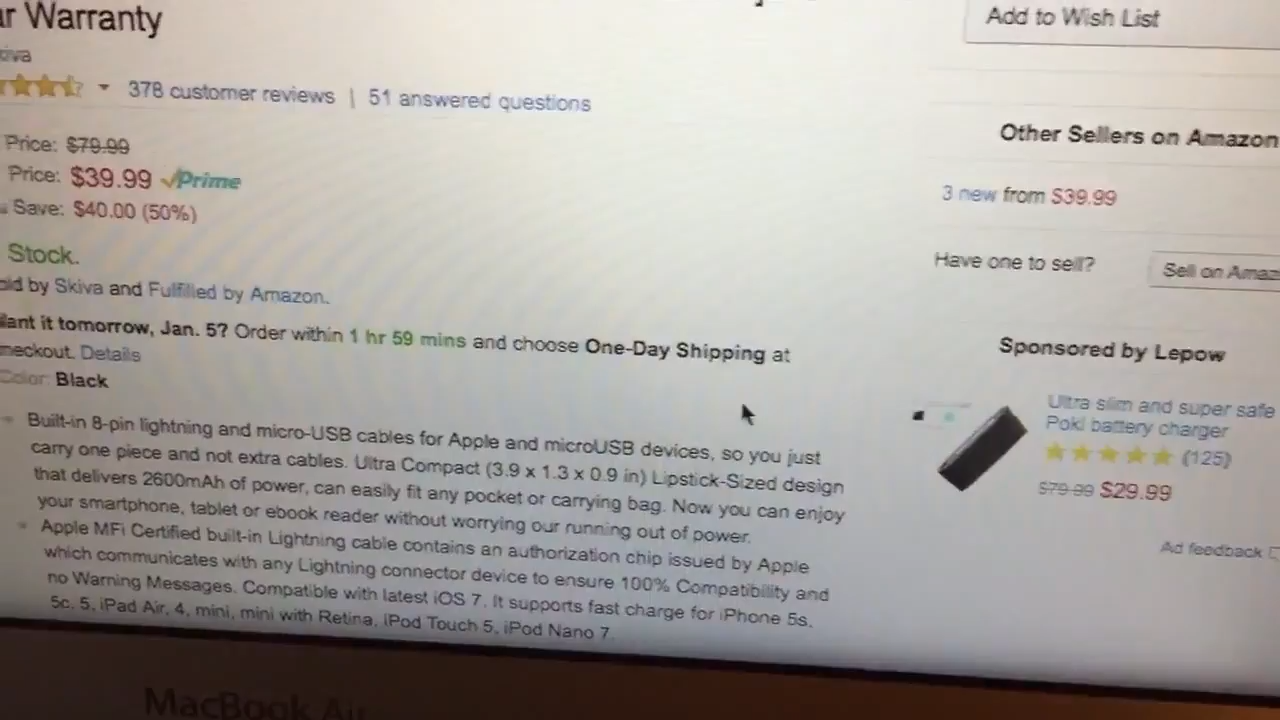 r Warranty
kiva
378 customer reviews | 51 answered questions
Price: $79.99
Price: $39.99 Prime
Save: $40.00 (50%)
Stock.
old by Skiva and Fulfilled by Amazon.
ant it tomorrow, Jan. 5? Order within 1 hr 59 mins and choose One-Day Shipping at
heckout. Details
Color: Black
Built-in 8-pin lightning and micro-USB cables for Apple and microUSB devices, so you just
carry one piece and not extra cables. Ultra Compact (3.9 x 1.3 x 0.9 in) Lipstick-Sized design
that delivers 2600mAh of power, can easily fit any pocket or carrying bag. Now you can enjoy
your smartphone, tablet or ebook reader without worrying our running out of power.
Apple MFi Certified built-in Lightning cable contains an authorization chip issued by Apple
which communicates with any Lightning connector device to ensure 100% Compatibility and
no Warning Messages. Compatible with latest iOS 7. It supports fast charge for iPhone 5s,
5c, 5, iPad Air, 4, mini, mini with Retina, iPod Touch 5, iPod Nano 7.
Add to Wish List
Other Sellers on Amazon
3 new from $39.99
Have one to sell?
Sell on Amaz
Sponsored by Lepow
Ultra slim and super safe
Poki battery charger
(125)
$79.99 $29.99
Ad feedback
MacBook Air